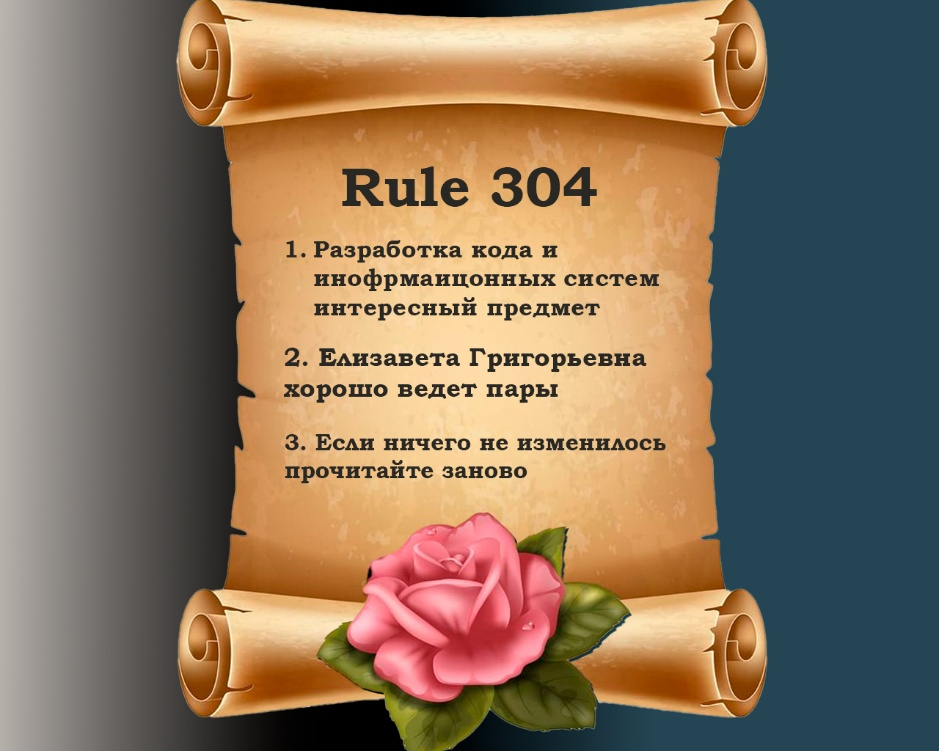 Rule 304
1. Разработка кода и
инофрмаицонных систем
интересный предмет
2. Елизавета Григорьевна
хорошо ведет пары
3. Если ничего не изменилось
прочитайте заново